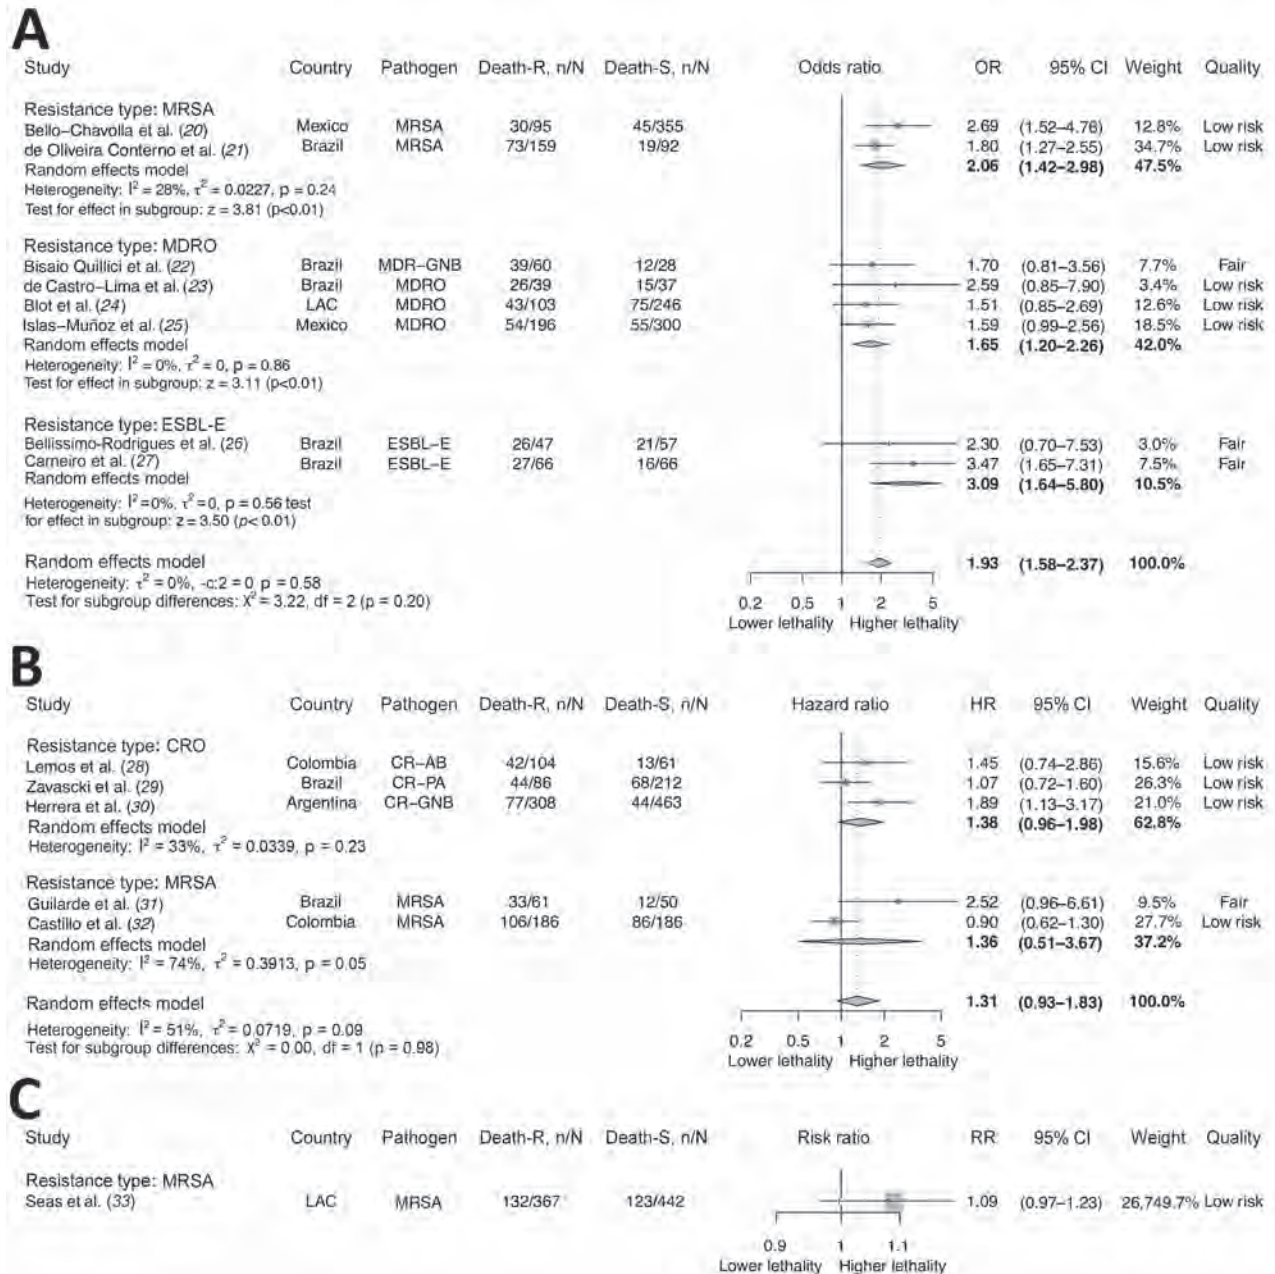 A
Study Country Pathogen Death-R, n/N Death-S, n/N Odds ratio OR 95% CI Weight Quality
Resistance type: MRSA
Bello–Chavolla et al. (20) Mexico MRSA 30/95 45/355 2.69 (1.52–4.76) 12.8% Low risk
de Oliveira Conterno et al. (21) Brazil MRSA 73/159 19/92 1.80 (1.27–2.55) 34.7% Low risk
Random effects model 2.06 (1.42–2.98) 47.5%
Heterogeneity: I² = 28%, τ² = 0.0227, p = 0.24
Test for effect in subgroup: z = 3.81 (p<0.01)
Resistance type: MDRO
Bisaio Quillici et al. (22) Brazil MDR–GNB 39/60 12/28 1.70 (0.81–3.56) 7.7% Fair
de Castro–Lima et al. (23) Brazil MDRO 26/39 15/37 2.59 (0.85–7.90) 3.4% Low risk
Blot et al. (24) LAC MDRO 43/103 75/246 1.51 (0.85–2.69) 12.6% Low risk
Islas–Muñoz et al. (25) Mexico MDRO 54/196 55/300 1.59 (0.99–2.56) 18.5% Low risk
Random effects model 1.65 (1.20–2.26) 42.0%
Heterogeneity: I² = 0%, τ² = 0, p = 0.86
Test for effect in subgroup: z = 3.11 (p<0.01)
Resistance type: ESBL-E
Bellissimo-Rodrigues et al. (26) Brazil ESBL–E 26/47 21/57 2.30 (0.70–7.53) 3.0% Fair
Carneiro et al. (27) Brazil ESBL–E 27/66 16/66 3.47 (1.65–7.31) 7.5% Fair
Random effects model 3.09 (1.64–5.80) 10.5%
Heterogeneity: I² =0%, τ² =0, p = 0.56 test
for effect in subgroup: z = 3.50 (p< 0.01)
Random effects model 1.93 (1.58–2.37) 100.0%
Heterogeneity: τ² = 0%, -c:2 = 0 p = 0.58
Test for subgroup differences: X² = 3.22, df = 2 (p = 0.20)
0.2 0.5 1 2 5
Lower lethality Higher lethality
B
Study Country Pathogen Death-R, n/N Death-S, n/N Hazard ratio HR 95% CI Weight Quality
Resistance type: CRO
Lemos et al. (28) Colombia CR–AB 42/104 13/61 1.45 (0.74–2.86) 15.6% Low risk
Zavascki et al. (29) Brazil CR–PA 44/86 68/212 1.07 (0.72–1.60) 26.3% Low risk
Herrera et al. (30) Argentina CR–GNB 77/308 44/463 1.89 (1.13–3.17) 21.0% Low risk
Random effects model 1.38 (0.96–1.98) 62.8%
Heterogeneity: I² = 33%, τ² = 0.0339, p = 0.23
Resistance type: MRSA
Guilarde et al. (31) Brazil MRSA 33/61 12/50 2.52 (0.96–6.61) 9.5% Fair
Castillo et al. (32) Colombia MRSA 106/186 86/186 0.90 (0.62–1.30) 27.7% Low risk
Random effects model 1.36 (0.51–3.67) 37.2%
Heterogeneity: I² = 74%, τ² = 0.3913, p = 0.05
Random effects model 1.31 (0.93–1.83) 100.0%
Heterogeneity: I² = 51%, τ² = 0.0719, p = 0.09
Test for subgroup differences: X² = 0.00, df = 1 (p = 0.98)
0.2 0.5 1 2 5
Lower lethality Higher lethality
C
Study Country Pathogen Death-R, n/N Death-S, n/N Risk ratio RR 95% CI Weight Quality
Resistance type: MRSA
Seas et al. (33) LAC MRSA 132/367 123/442 1.09 (0.97–1.23) 26,749.7% Low risk
0.9 1 1.1
Lower lethality Higher lethality